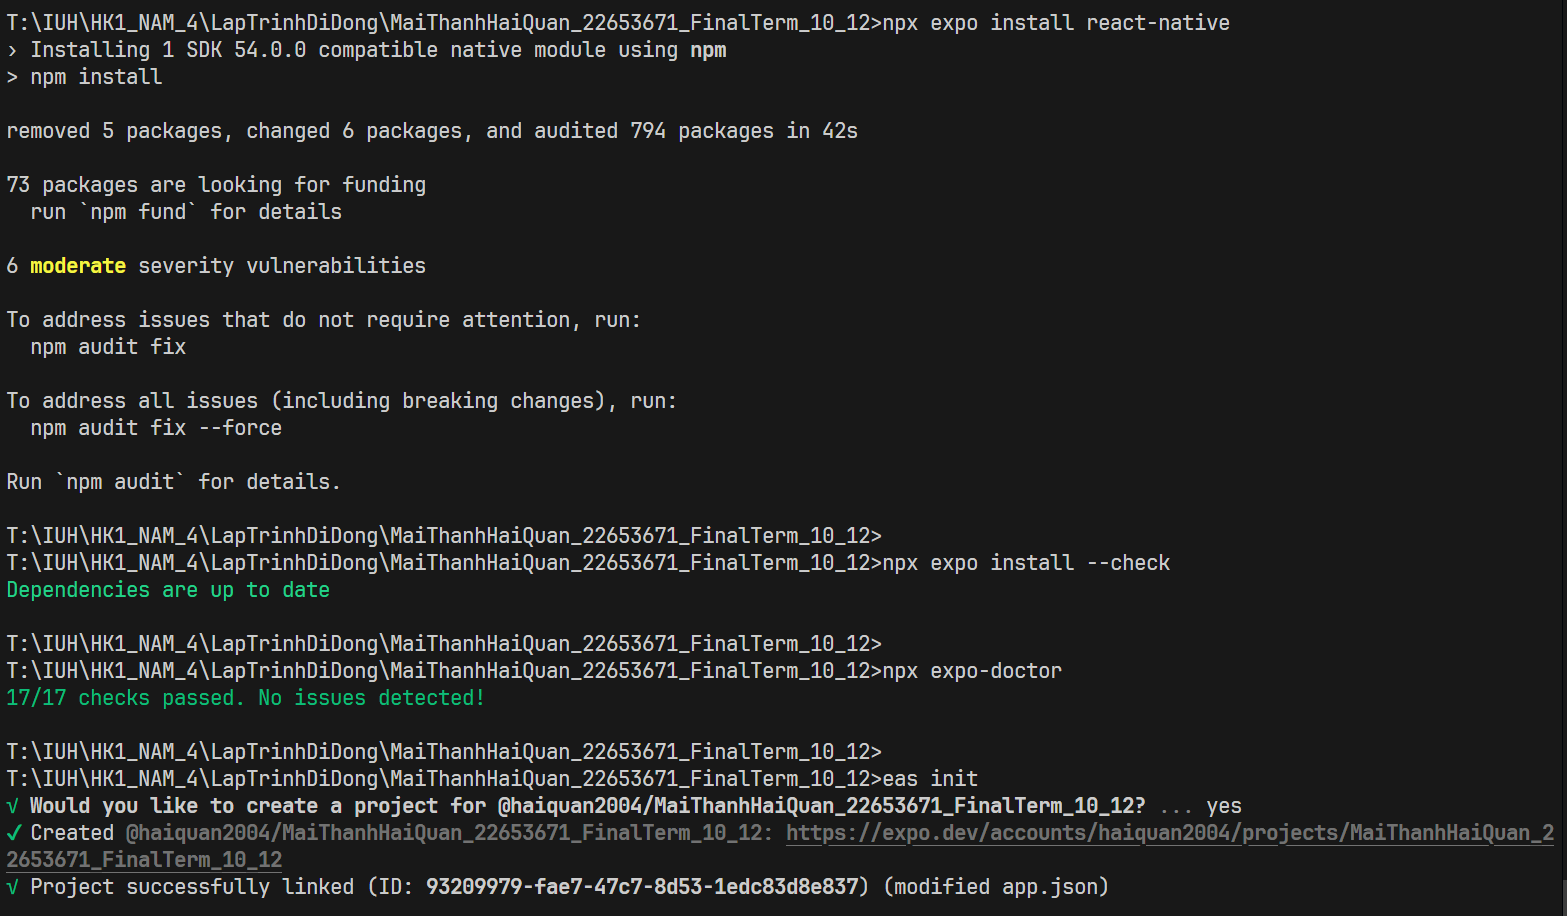 T:\IUH\HK1_NAM_4\LapTrinhDiDong\MaiThanhHaiQuan_22653671_FinalTerm_10_12>npx expo install react-native
› Installing 1 SDK 54.0.0 compatible native module using npm
> npm install
removed 5 packages, changed 6 packages, and audited 794 packages in 42s
73 packages are looking for funding
  run `npm fund` for details
6 moderate severity vulnerabilities
To address issues that do not require attention, run:
  npm audit fix
To address all issues (including breaking changes), run:
  npm audit fix --force
Run `npm audit` for details.
T:\IUH\HK1_NAM_4\LapTrinhDiDong\MaiThanhHaiQuan_22653671_FinalTerm_10_12>
T:\IUH\HK1_NAM_4\LapTrinhDiDong\MaiThanhHaiQuan_22653671_FinalTerm_10_12>npx expo install --check
Dependencies are up to date
T:\IUH\HK1_NAM_4\LapTrinhDiDong\MaiThanhHaiQuan_22653671_FinalTerm_10_12>
T:\IUH\HK1_NAM_4\LapTrinhDiDong\MaiThanhHaiQuan_22653671_FinalTerm_10_12>npx expo-doctor
17/17 checks passed. No issues detected!
T:\IUH\HK1_NAM_4\LapTrinhDiDong\MaiThanhHaiQuan_22653671_FinalTerm_10_12>
T:\IUH\HK1_NAM_4\LapTrinhDiDong\MaiThanhHaiQuan_22653671_FinalTerm_10_12>eas init
√ Would you like to create a project for @haiquan2004/MaiThanhHaiQuan_22653671_FinalTerm_10_12? ... yes
✔ Created @haiquan2004/MaiThanhHaiQuan_22653671_FinalTerm_10_12: https://expo.dev/accounts/haiquan2004/projects/MaiThanhHaiQuan_2
2653671_FinalTerm_10_12
√ Project successfully linked (ID: 93209979-fae7-47c7-8d53-1edc83d8e837) (modified app.json)